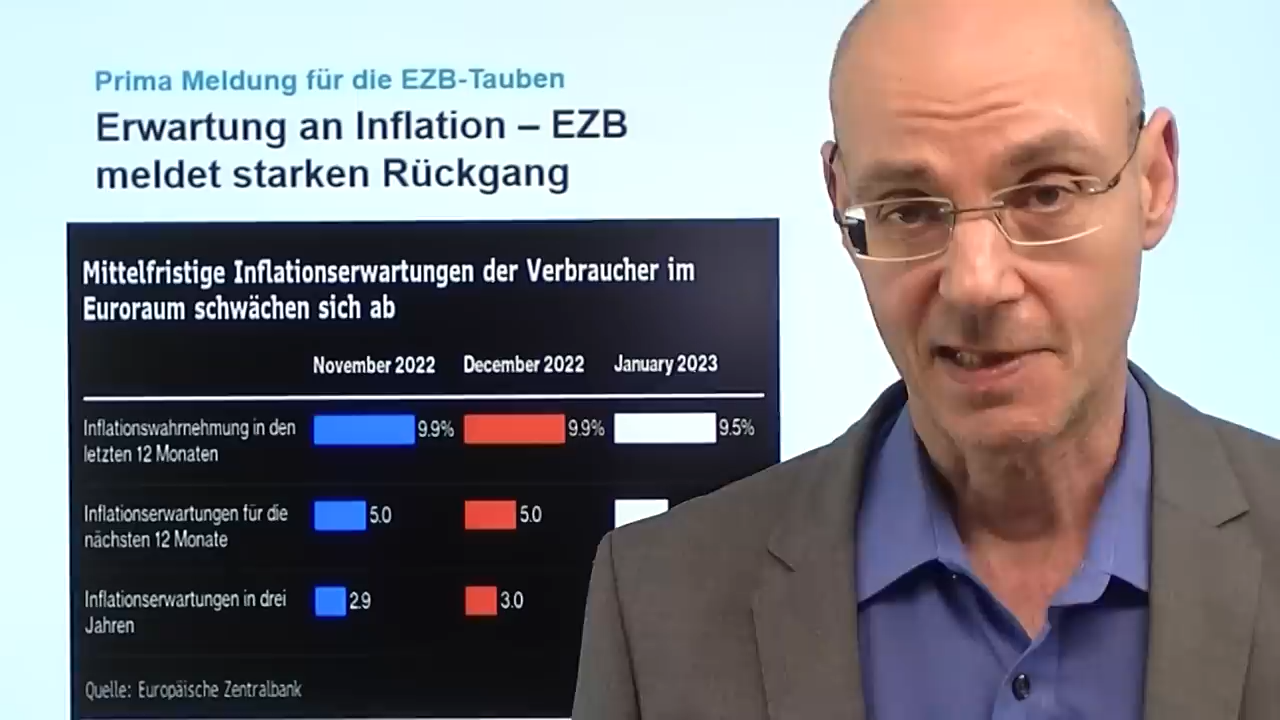 Prima Meldung für die EZB-Tauben
Erwartung an Inflation – EZB
meldet starken Rückgang
Mittelfristige Inflationserwartungen der Verbraucher im
Euroraum schwächen sich ab
November 2022 December 2022 January 2023
Inflationswahrnehmung in den
letzten 12 Monaten
9.9% 9.9% 9.5%
Inflationserwartungen für die
nächsten 12 Monate
5.0 5.0
Inflationserwartungen in drei
Jahren
2.9 3.0
Quelle: Europäische Zentralbank